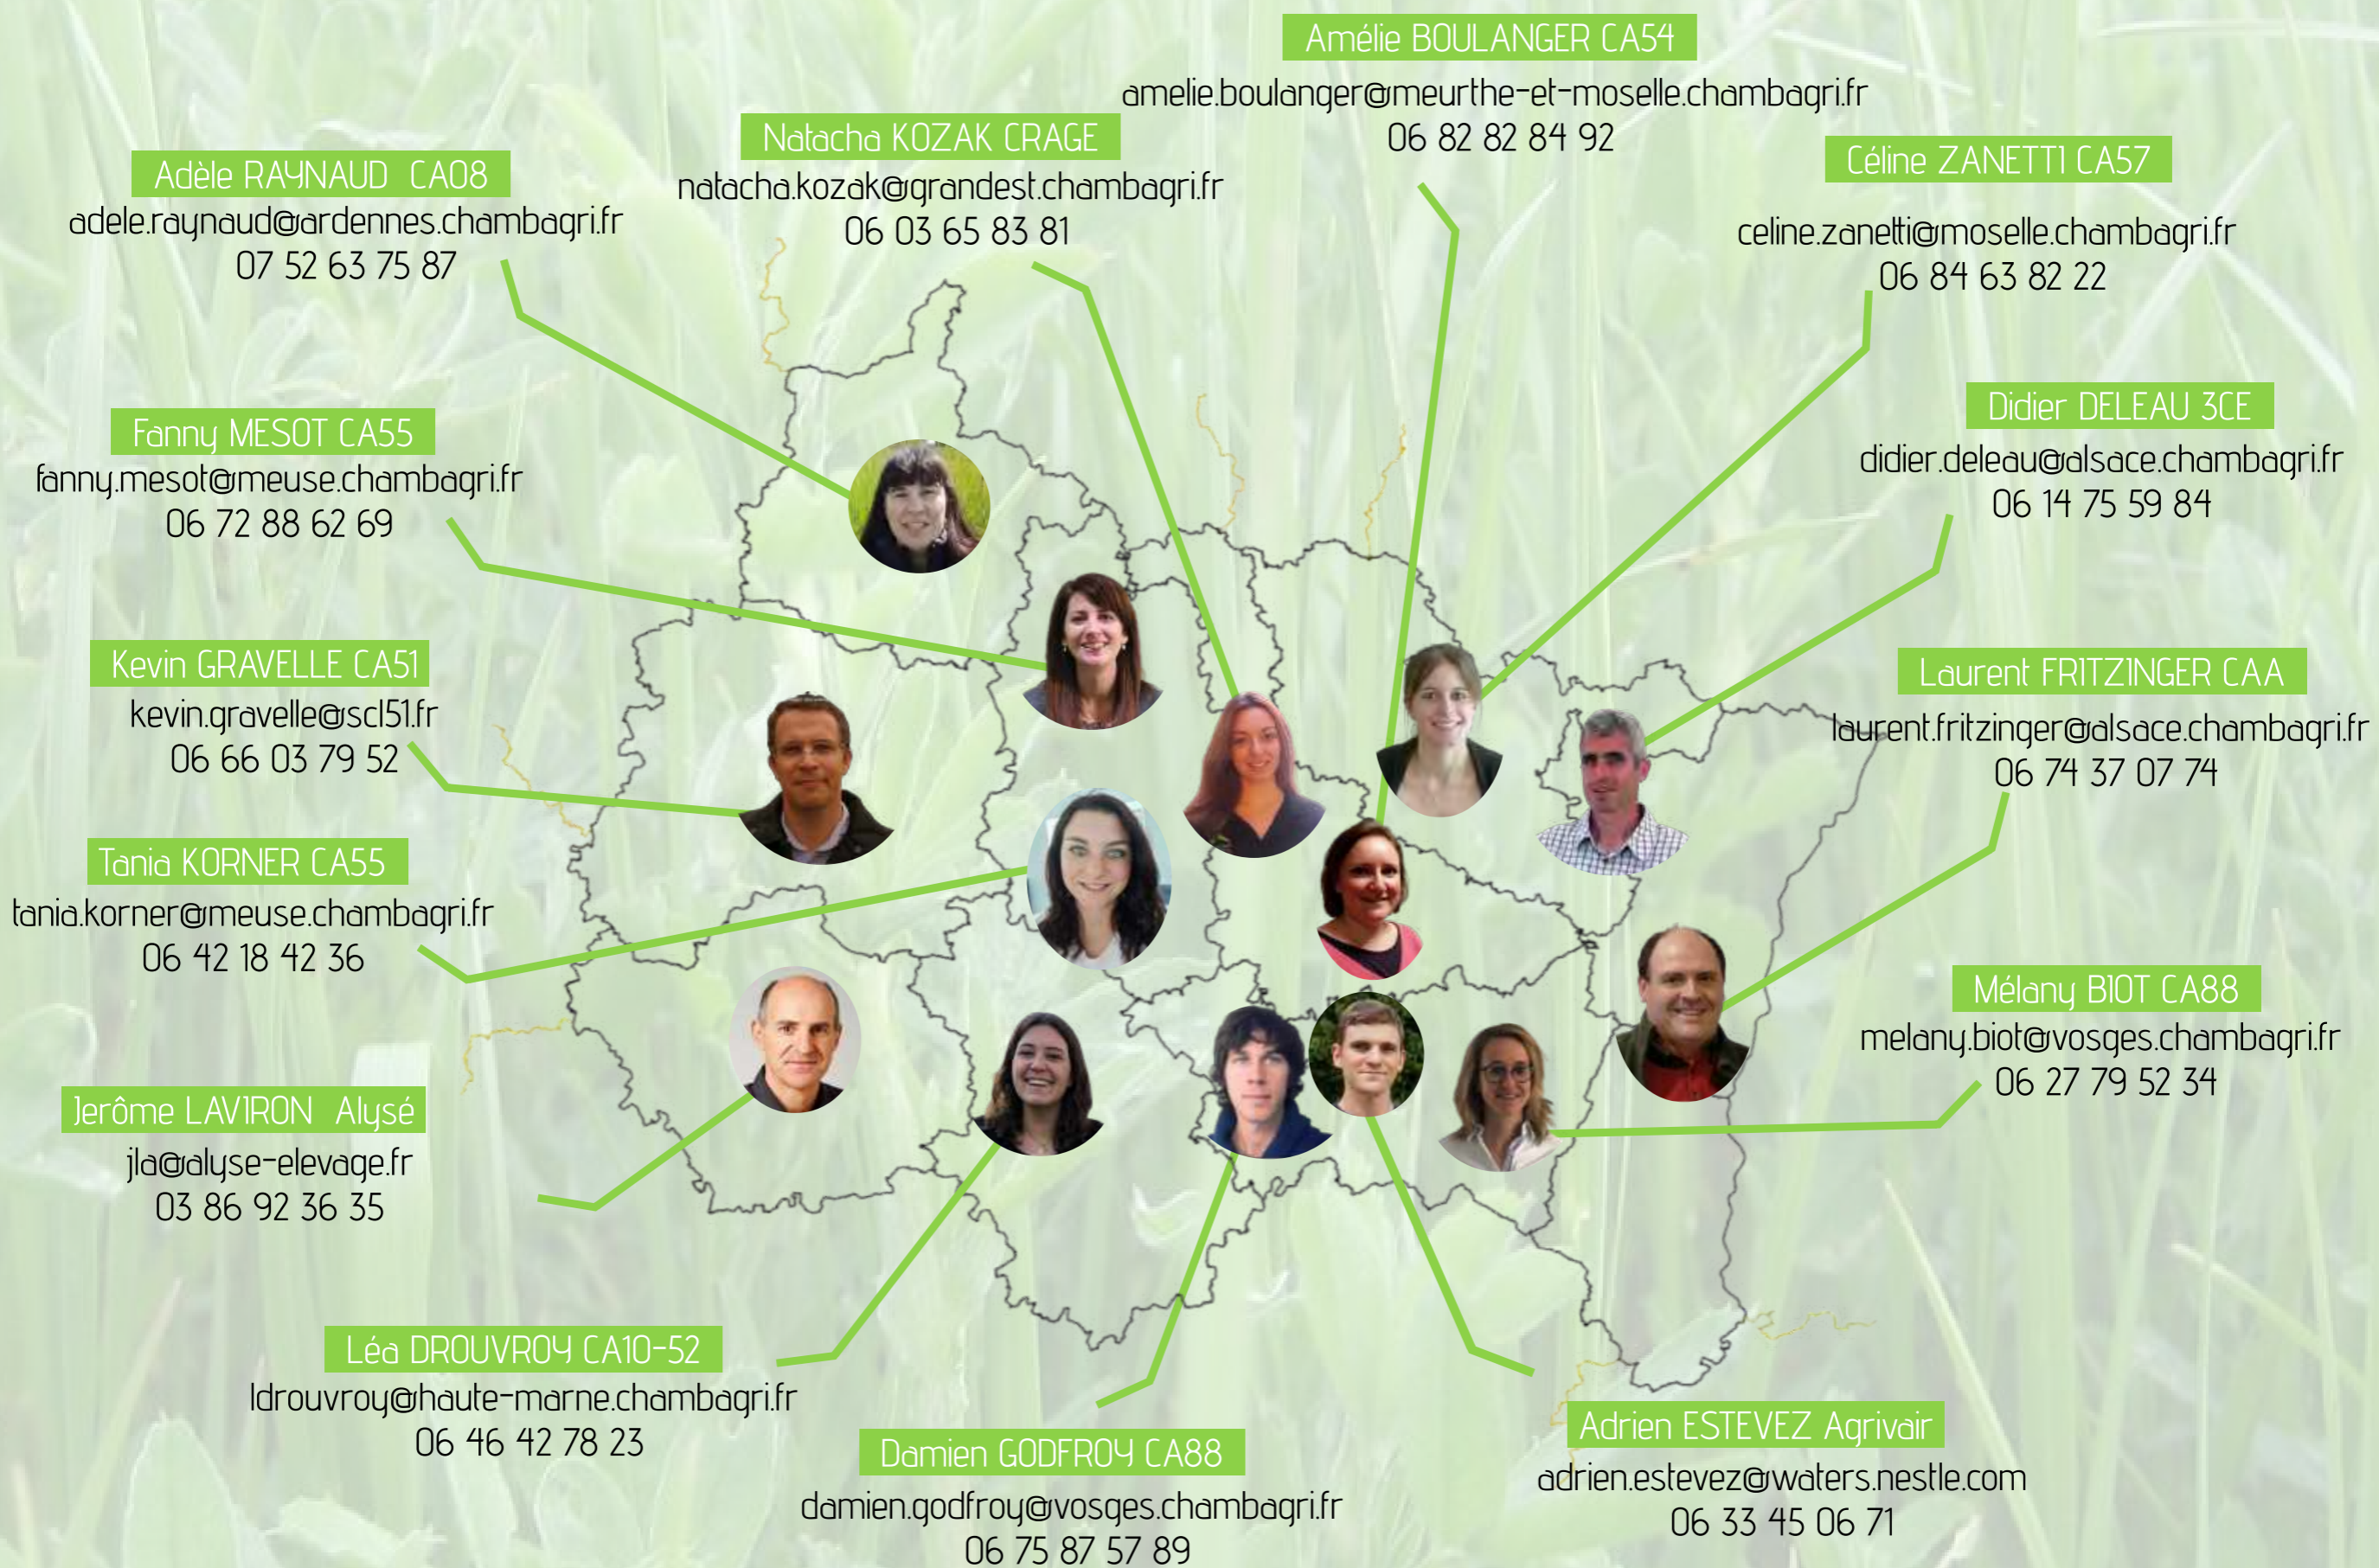 Amélie BOULANGER CA54
amelie.boulanger@meurthe-et-moselle.chambagri.fr
06 82 82 84 92
Natacha KOZAK CRAGE
natacha.kozak@grandest.chambagri.fr
06 03 65 83 81
Céline ZANETTI CA57
celine.zanetti@moselle.chambagri.fr
06 84 63 82 22
Adèle RAYNAUD CA08
adele.raynaud@ardennes.chambagri.fr
07 52 63 75 87
Didier DELEAU 3CE
didier.deleau@alsace.chambagri.fr
06 14 75 59 84
Fanny MESOT CA55
fanny.mesot@meuse.chambagri.fr
06 72 88 62 69
Kevin GRAVELLE CA51
kevin.gravelle@scl51.fr
06 66 03 79 52
Laurent FRITZINGER CAA
laurent.fritzinger@alsace.chambagri.fr
06 74 37 07 74
Tania KORNER CA55
tania.korner@meuse.chambagri.fr
06 42 18 42 36
Mélany BIOT CA88
melany.biot@vosges.chambagri.fr
06 27 79 52 34
Jerôme LAVIRON Alysé
jla@alyse-elevage.fr
03 86 92 36 35
Léa DROUVROY CA10-52
ldrouvroy@haute-marne.chambagri.fr
06 46 42 78 23
Damien GODFROY CA88
damien.godfroy@vosges.chambagri.fr
06 75 87 57 89
Adrien ESTEVEZ Agrivair
adrien.estevez@waters.nestle.com
06 33 45 06 71